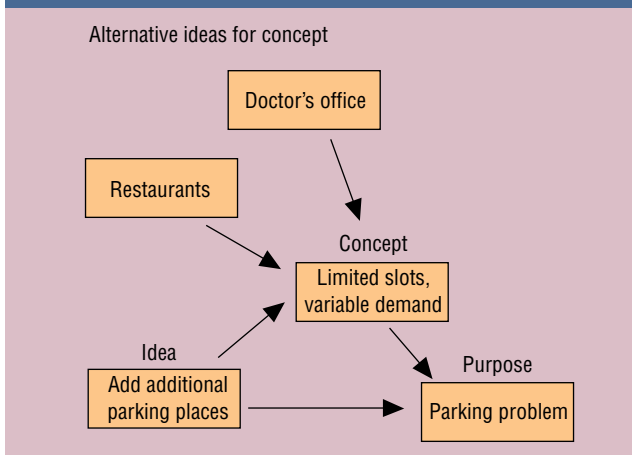 Alternative ideas for concept
Doctor's office
Restaurants
Concept
Limited slots,
variable demand
Idea
Add additional
parking places
Purpose
Parking problem